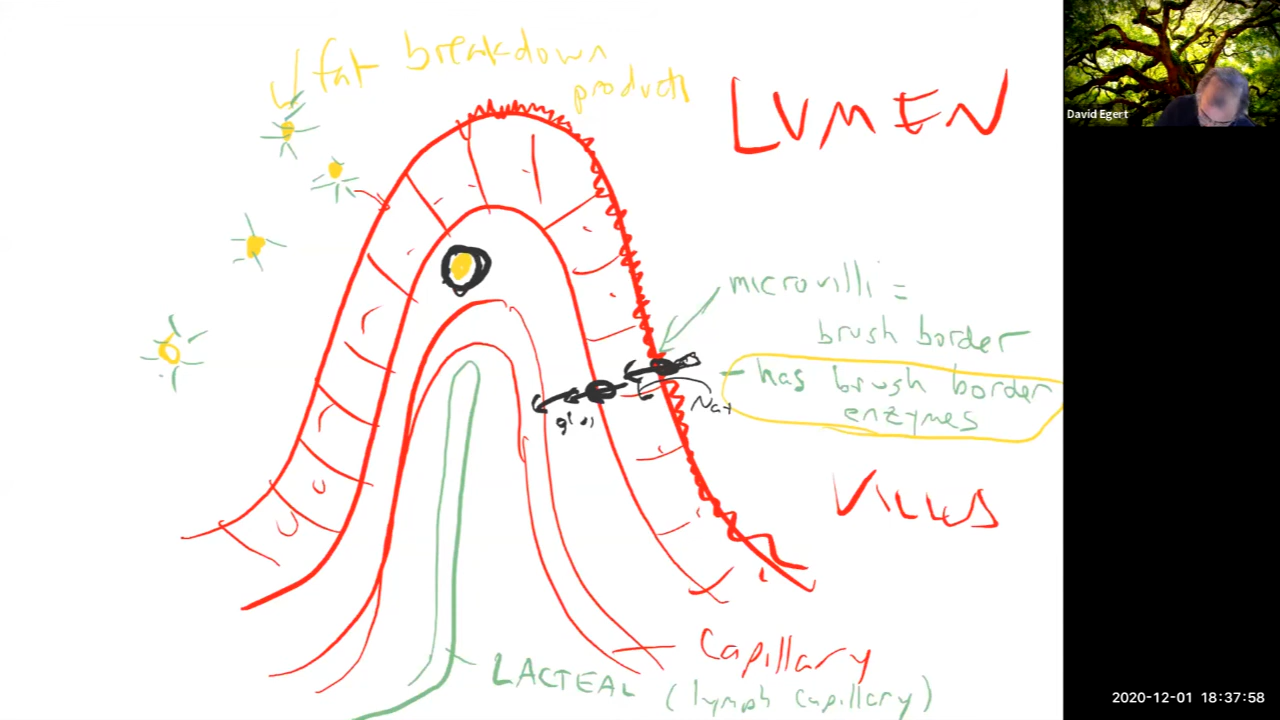 fat breakdown
products
LUMEN
David Egert
microvilli =
brush border
- has brush border
enzymes
Na+
VILLUS
Capillary
LACTEAL (lymph capillary)
2020-12-01 18:37:58